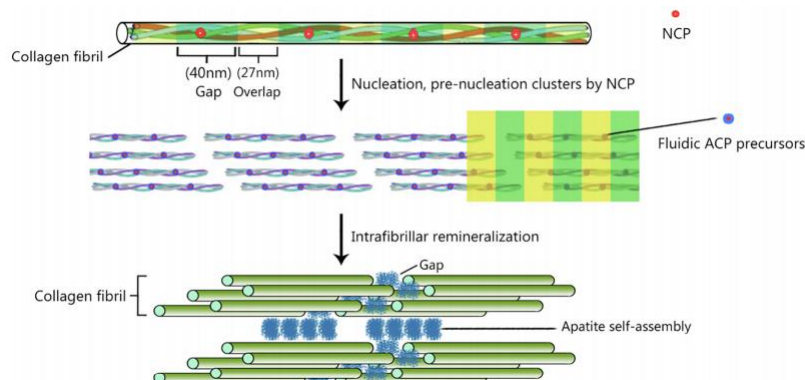 NCP
Collagen fibril
(40nm) (27nm)
Gap Overlap
Nucleation, pre-nucleation clusters by NCP
Fluidic ACP precursors
Intrafibrillar remineralization
Gap
Collagen fibril
Apatite self-assembly